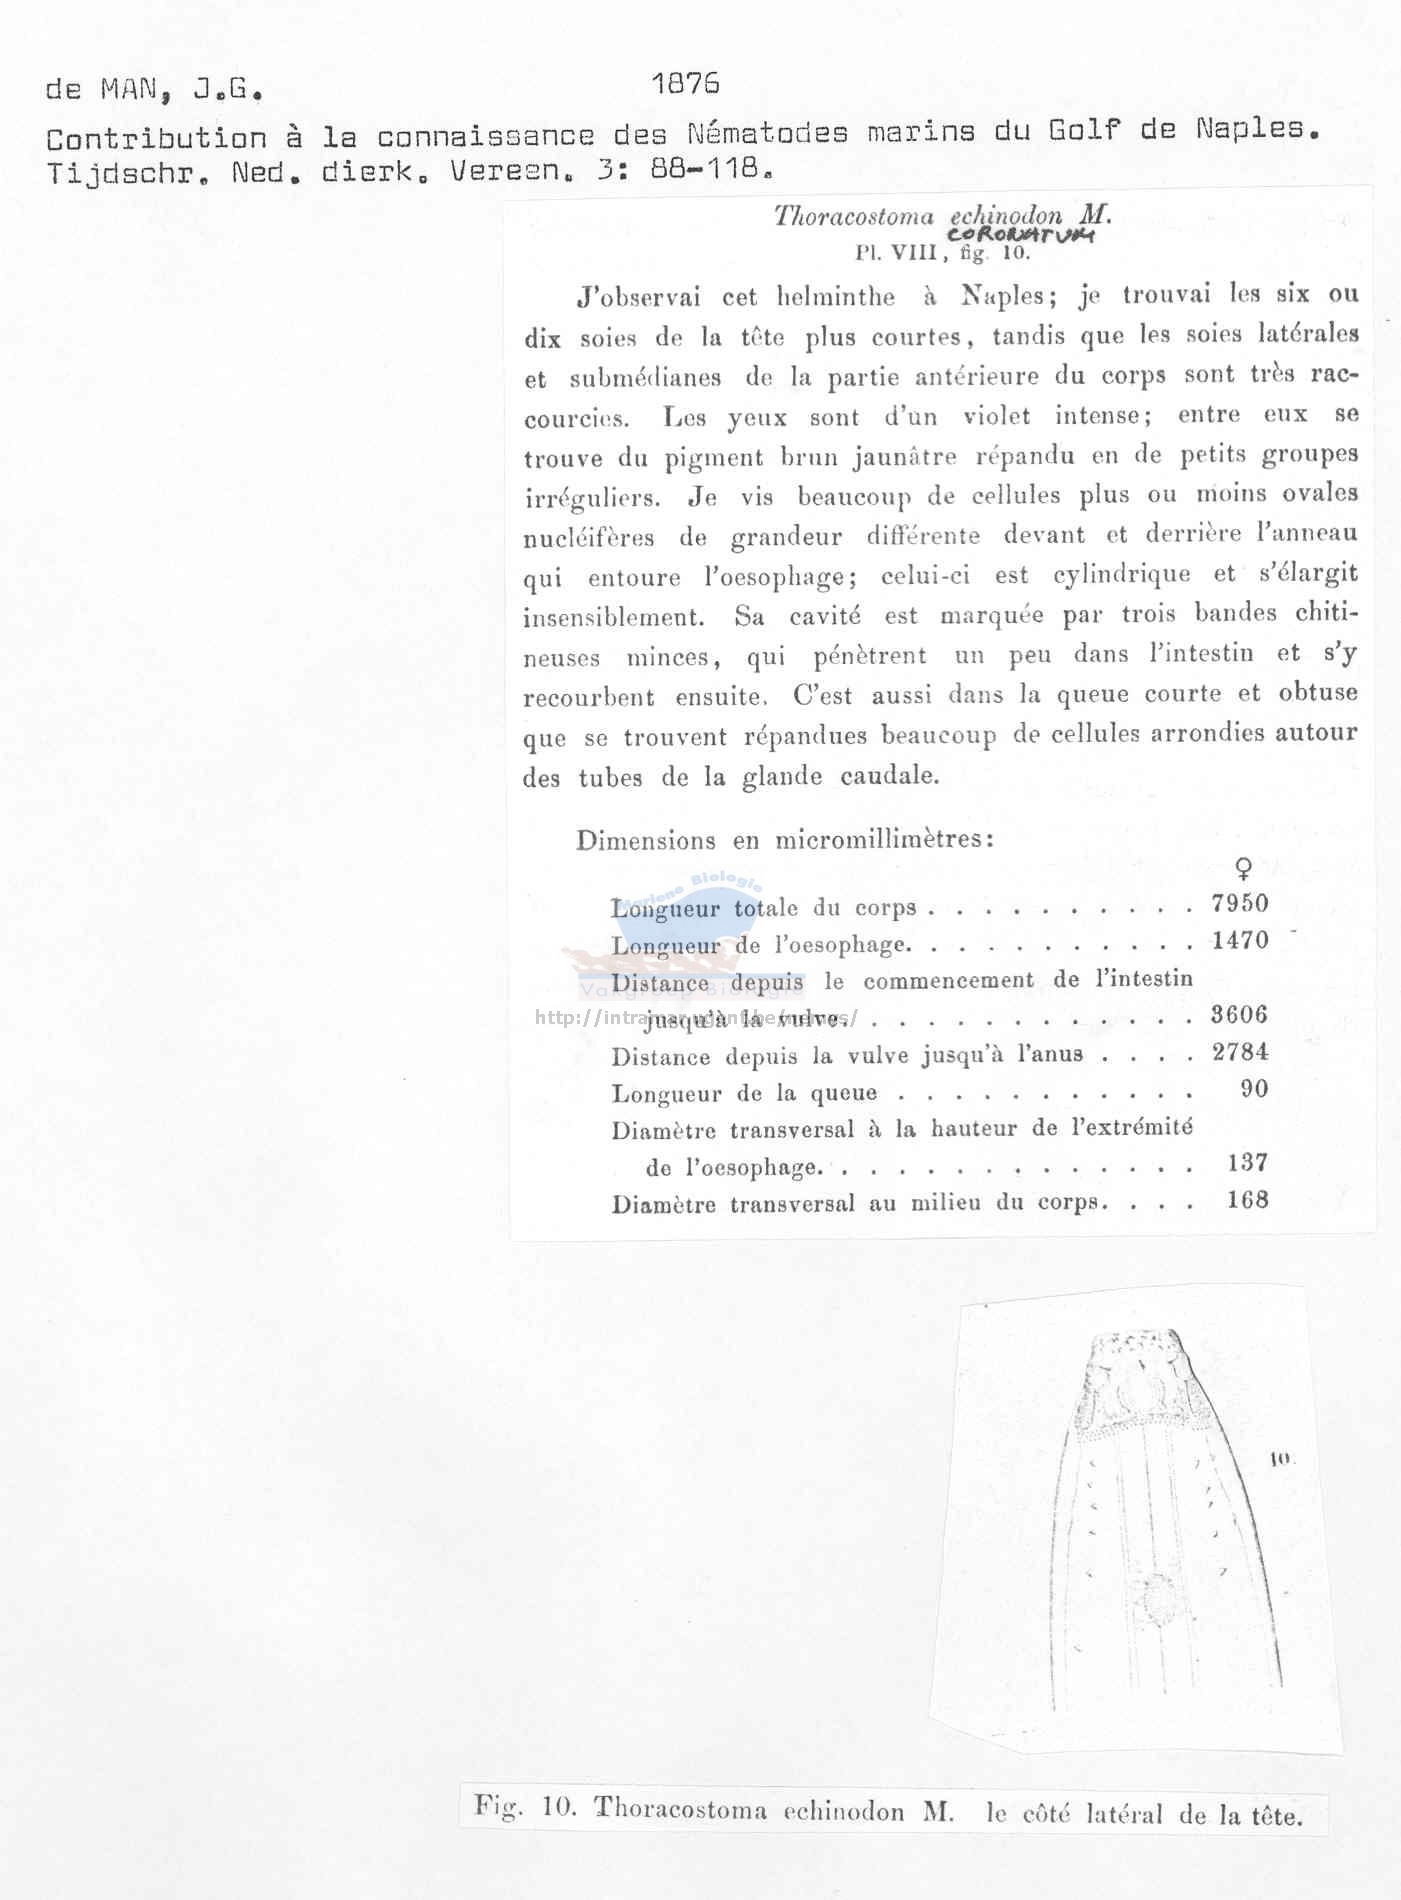 de MAN, J.G. 1876
Contribution à la connaissance des Nématodes marins du Golf de Naples.
Tijdschr. Ned. dierk. Vereen. 3: 88-118.
Thoracostoma echinodon M.
CORONATUM
Pl. VIII, fig. 10.
J'observai cet helminthe à Naples; je trouvai les six ou
dix soies de la tête plus courtes, tandis que les soies latérales
et submédianes de la partie antérieure du corps sont très rac-
courcies. Les yeux sont d'un violet intense; entre eux se
trouve du pigment brun jaunâtre répandu en de petits groupes
irréguliers. Je vis beaucoup de cellules plus ou moins ovales
nucléifères de grandeur différente devant et derrière l'anneau
qui entoure l'oesophage; celui-ci est cylindrique et s'élargit
insensiblement. Sa cavité est marquée par trois bandes chiti-
neuses minces, qui pénètrent un peu dans l'intestin et s'y
recourbent ensuite. C'est aussi dans la queue courte et obtuse
que se trouvent répandues beaucoup de cellules arrondies autour
des tubes de la glande caudale.
Dimensions en micromillimètres:
♀
Mariene Biologie
Longueur totale du corps . . . . . . . . . . 7950
Longueur de l'oesophage. . . . . . . . . . . 1470
Distance depuis le commencement de l'intestin
Vakgroep Biologie
jusqu'à la vulve. . . . . . . . . . . . . 3606
http://intramar.ugent.be/nemys/
Distance depuis la vulve jusqu'à l'anus . . . . 2784
Longueur de la queue . . . . . . . . . . . 90
Diamètre transversal à la hauteur de l'extrémité
de l'oesophage. . . . . . . . . . . . . . 137
Diamètre transversal au milieu du corps. . . . 168
10.
Fig. 10. Thoracostoma echinodon M. le côté latéral de la tête.